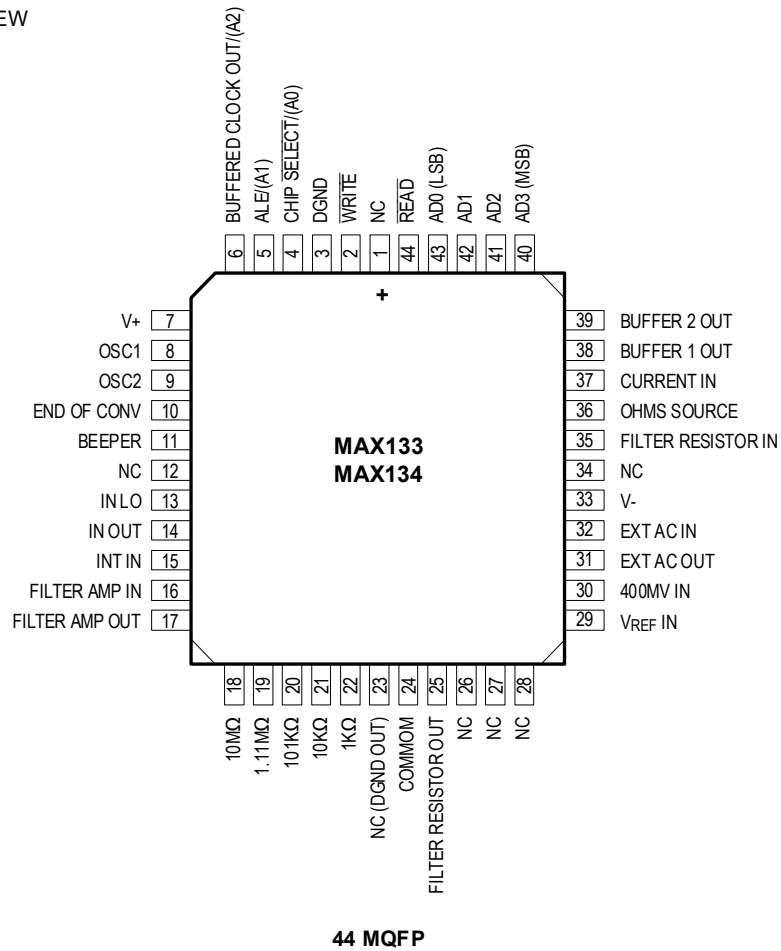 EW
BUFFERED CLOCK OUT/(A2)
ALE/(A1)
CHIP SELECT/(A0)
DGND
WRITE
NC
READ
AD0 (LSB)
AD1
AD2
AD3 (MSB)
6 5 4 3 2 1 44 43 42 41 40
+
V+ 7
OSC1 8
OSC2 9
END OF CONV 10
BEEPER 11
NC 12
IN LO 13
IN OUT 14
INT IN 15
FILTER AMP IN 16
FILTER AMP OUT 17
MAX133
MAX134
39 BUFFER 2 OUT
38 BUFFER 1 OUT
37 CURRENT IN
36 OHMS SOURCE
35 FILTER RESISTOR IN
34 NC
33 V-
32 EXT AC IN
31 EXT AC OUT
30 400MV IN
29 VREF IN
18 19 20 21 22 23 24 25 26 27 28
10MΩ
1.11MΩ
101KΩ
10KΩ
1KΩ
NC (DGND OUT)
COMMOM
FILTER RESISTOR OUT
NC
NC
NC
44 MQFP